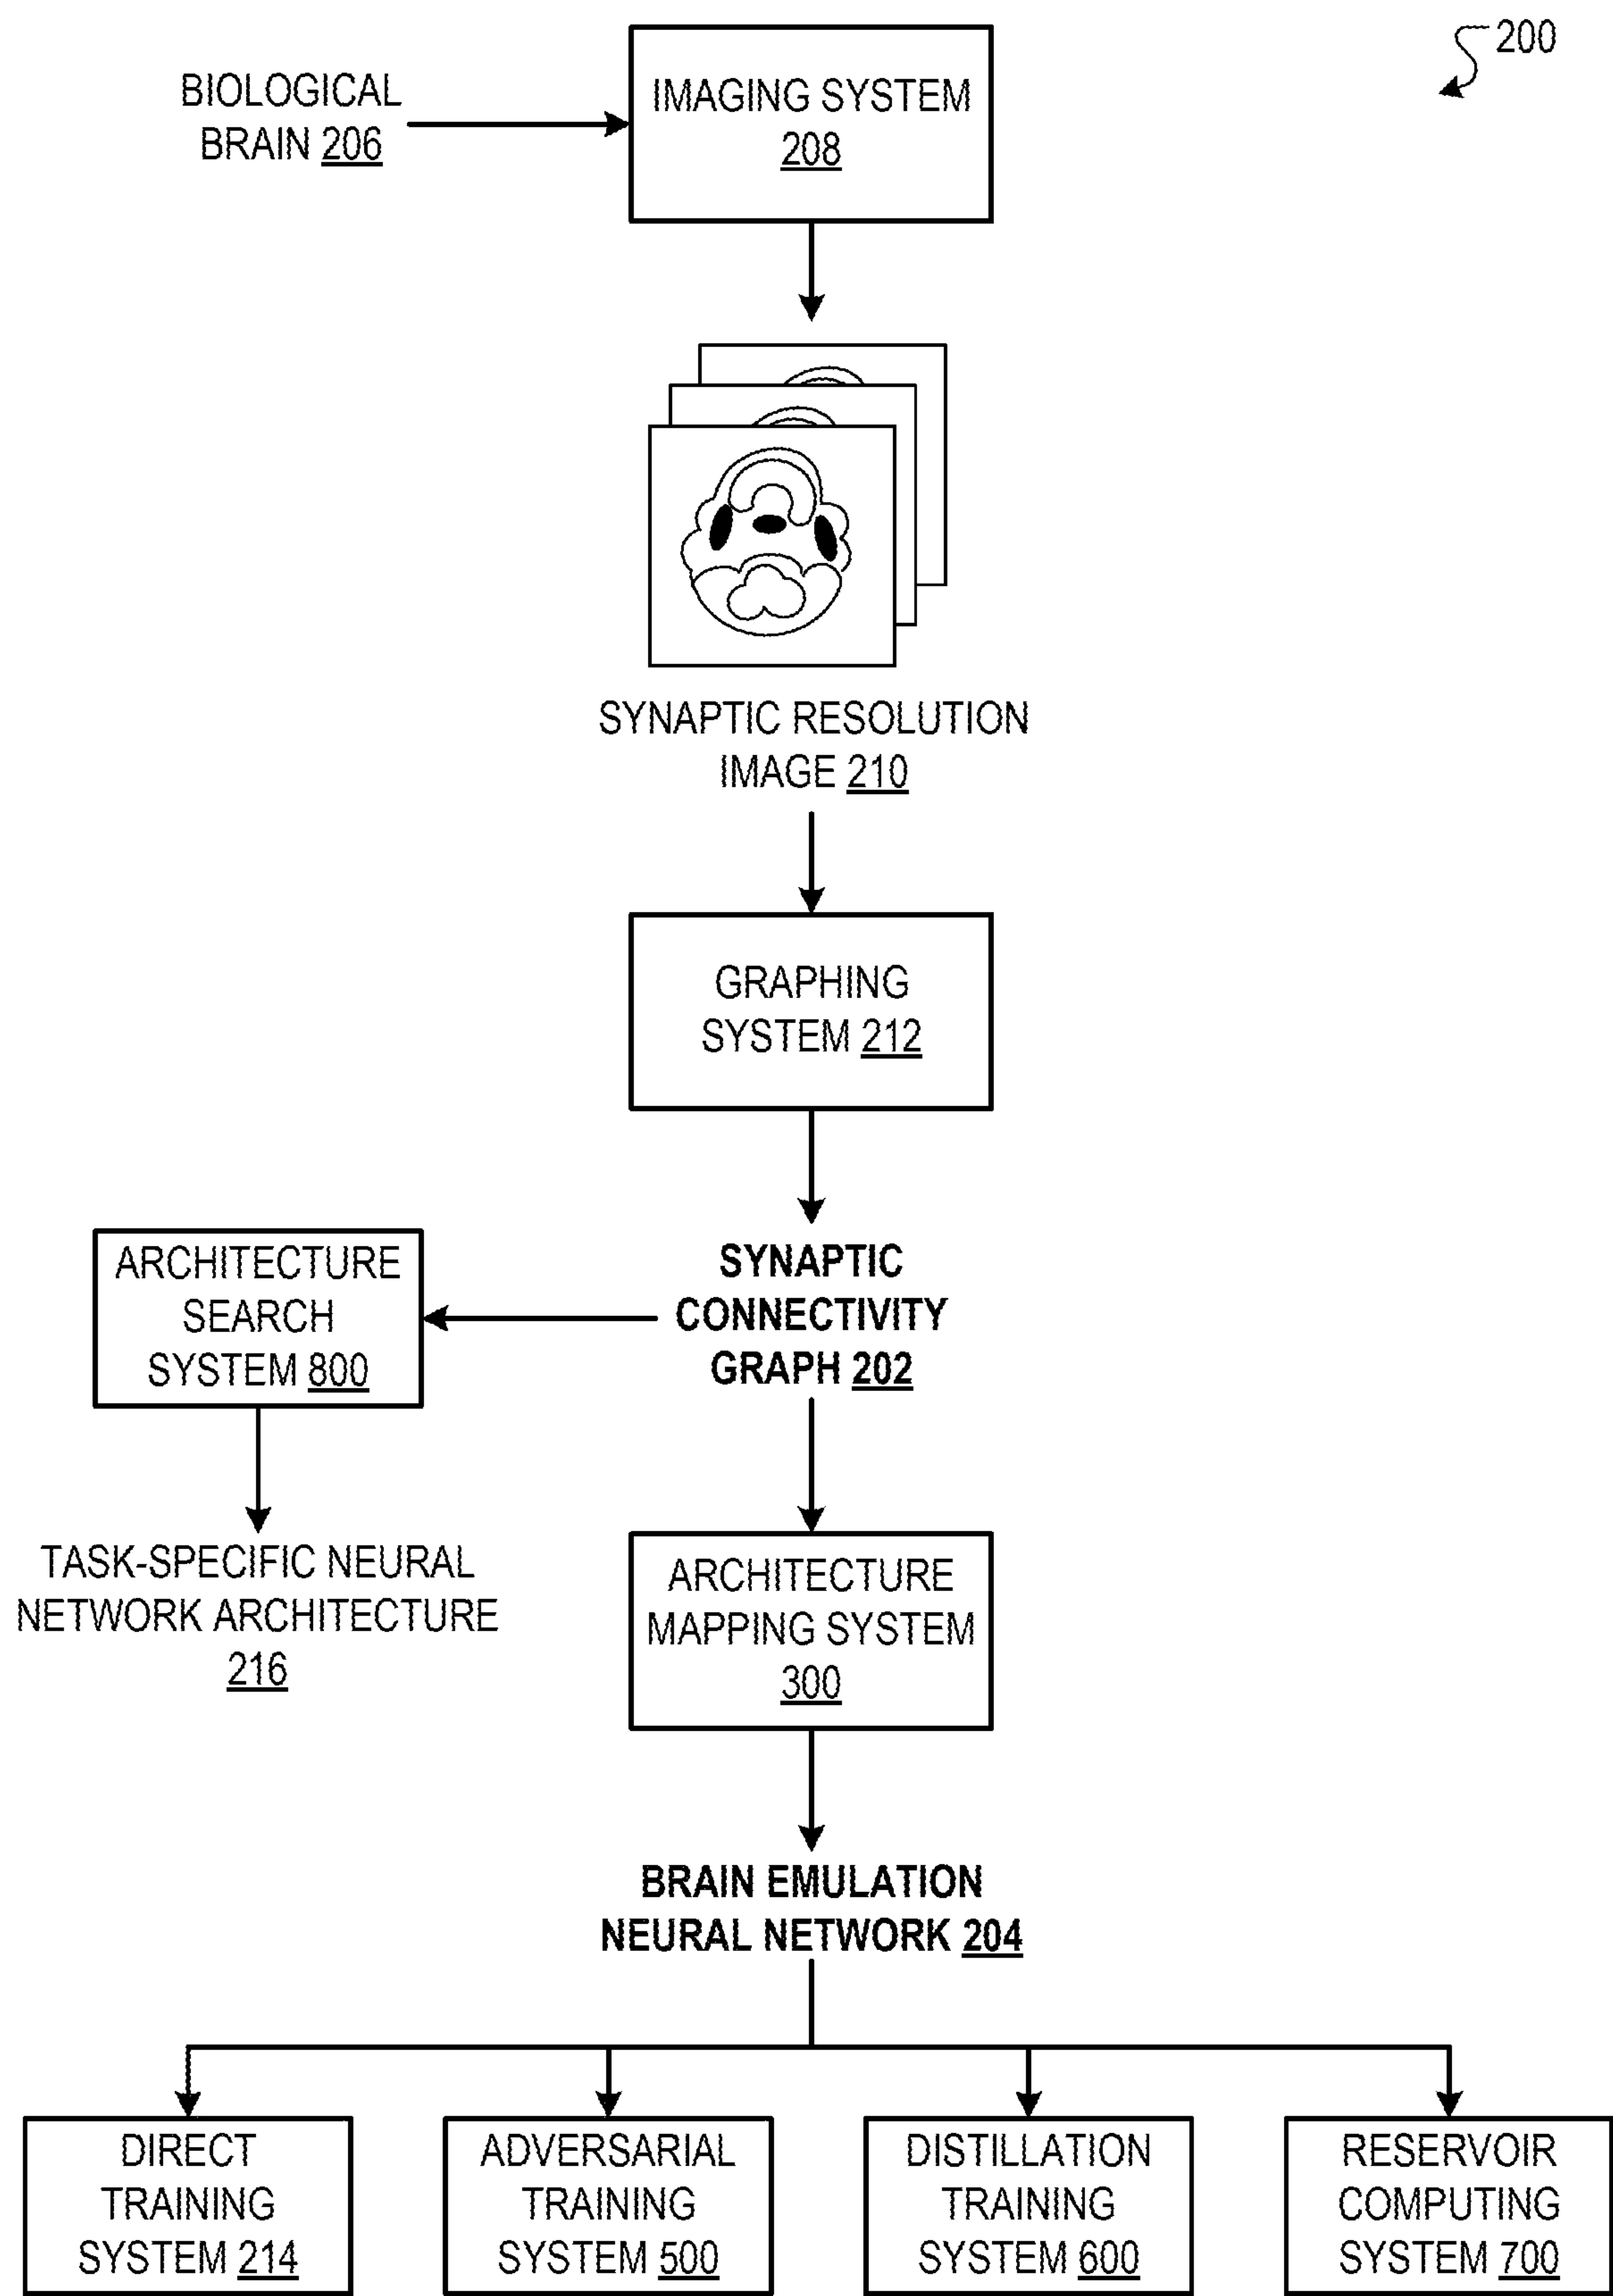 200
BIOLOGICAL
BRAIN 206
IMAGING SYSTEM
208
SYNAPTIC RESOLUTION
IMAGE 210
GRAPHING
SYSTEM 212
SYNAPTIC
CONNECTIVITY
GRAPH 202
ARCHITECTURE
SEARCH
SYSTEM 800
TASK-SPECIFIC NEURAL
NETWORK ARCHITECTURE
216
ARCHITECTURE
MAPPING SYSTEM
300
BRAIN EMULATION
NEURAL NETWORK 204
DIRECT
TRAINING
SYSTEM 214
ADVERSARIAL
TRAINING
SYSTEM 500
DISTILLATION
TRAINING
SYSTEM 600
RESERVOIR
COMPUTING
SYSTEM 700